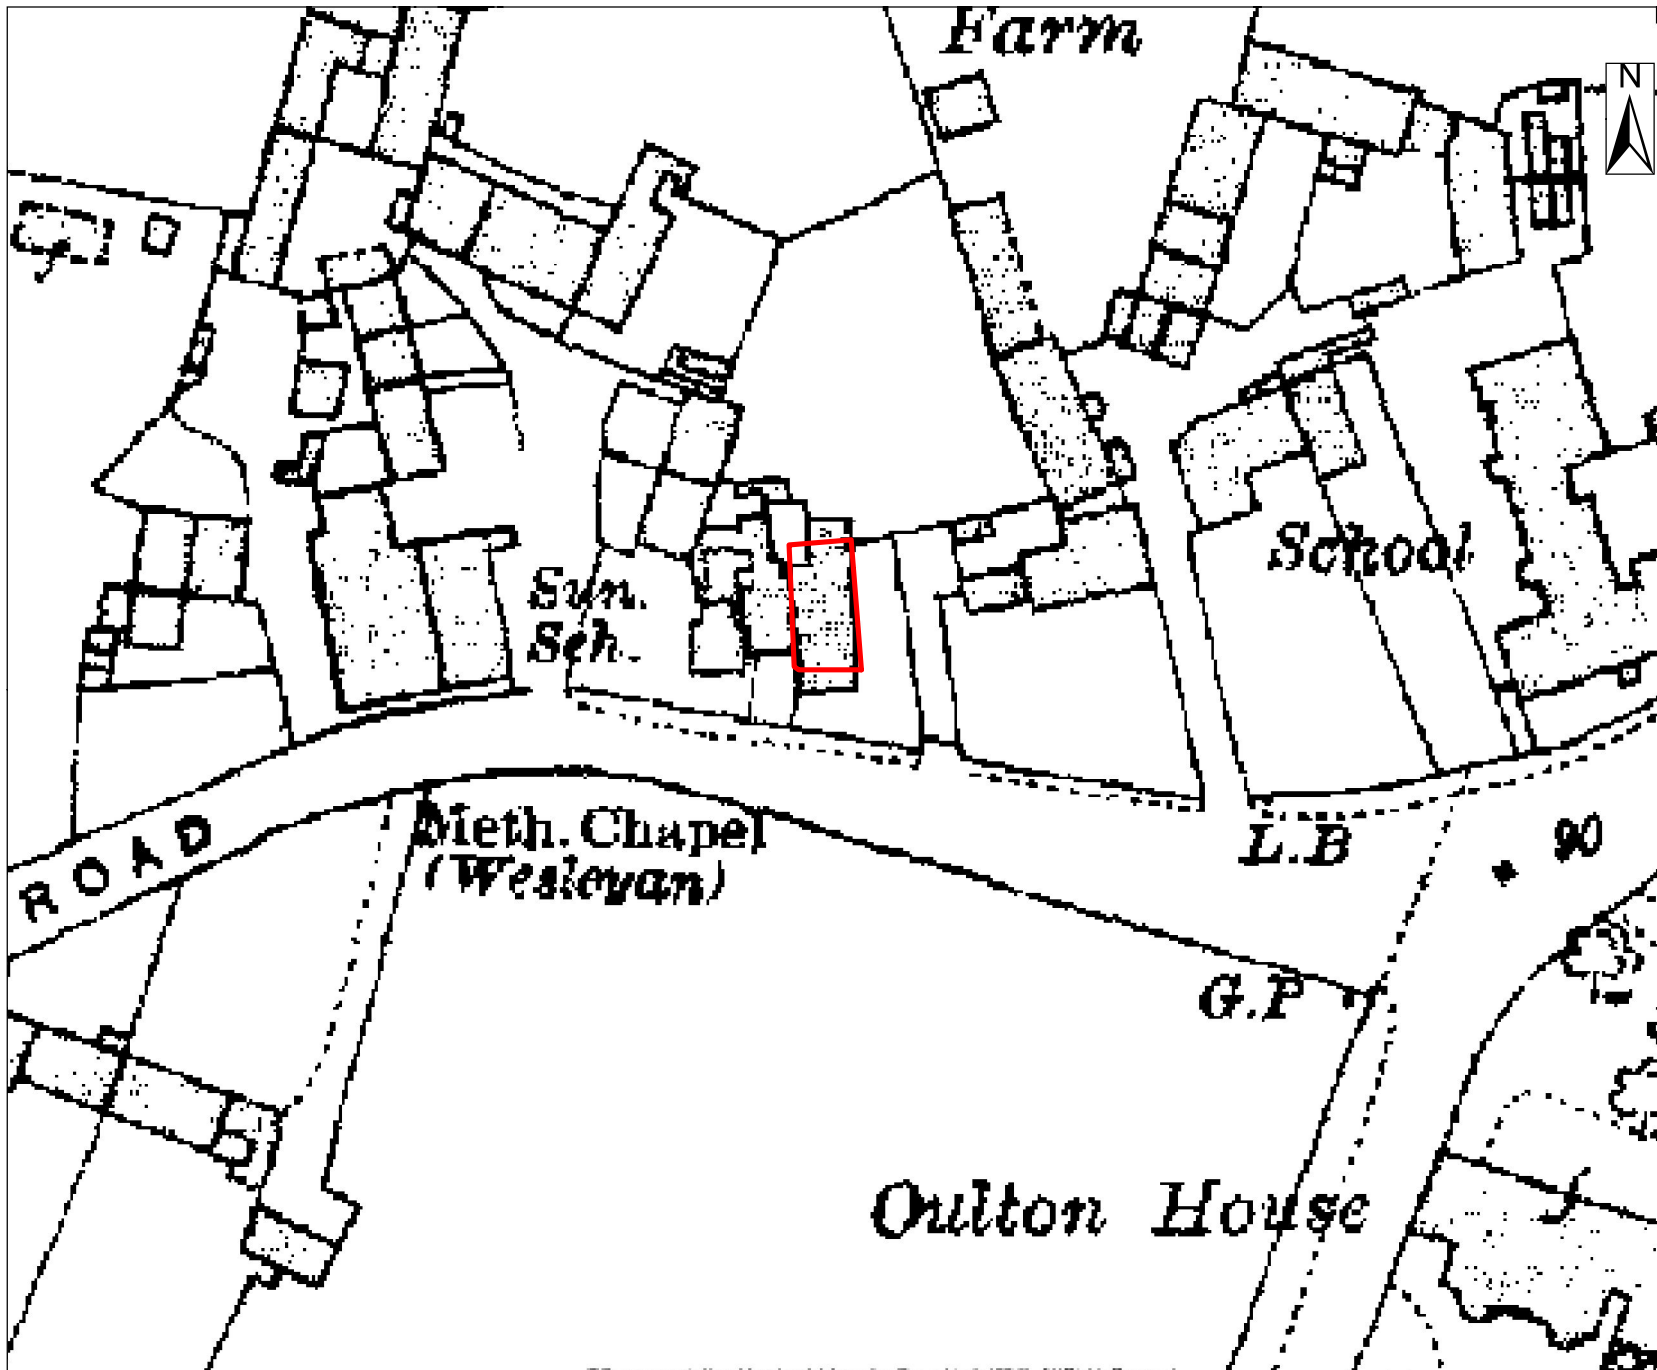 Farm
N
School
Sun.
Sch.
Meth. Chapel
(Wesleyan)
ROAD
L.B
90
G.P
Oulton House